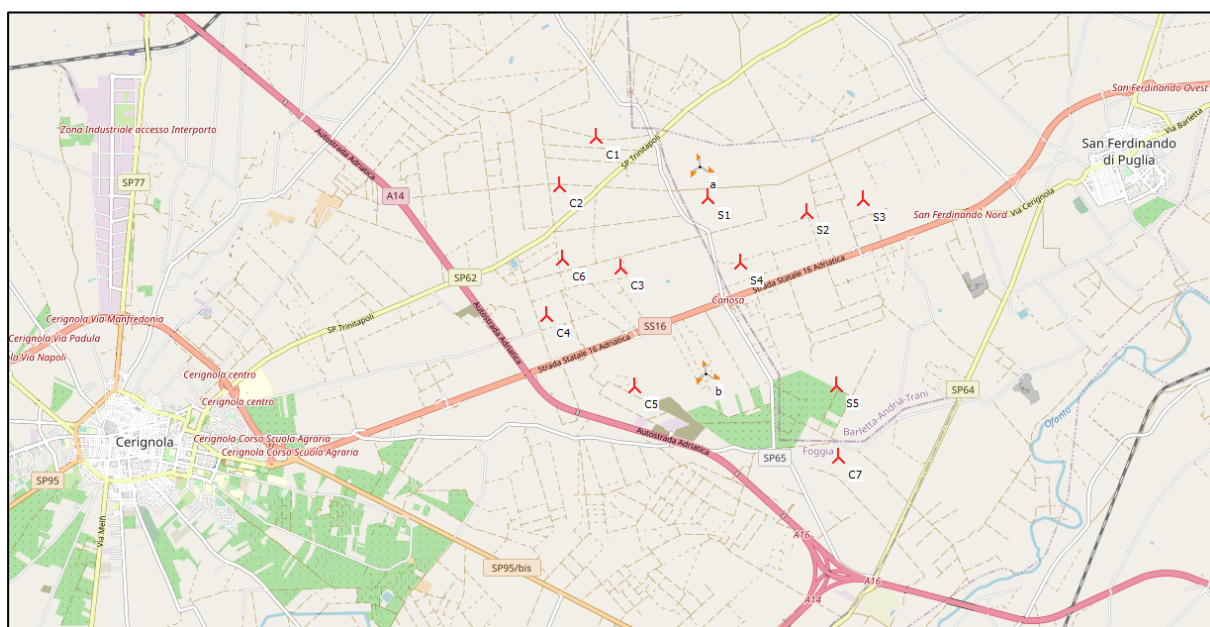 San Ferdinando Ovest
Via Barletta
Zona Industriale accesso Interporto
Autostrada Adriatica
C1
SP Trinitapoli
San Ferdinando
di Puglia
a
SP77
A14
C2
S1
S3
Via Cerignola
San Ferdinando Nord
S2
C6
SP62
C3
S4
Strada Statale 16 Adriatica
Canosa
Autostrada Adriatica
Cerignola Via Manfredonia
SP Trinitapoli
C4
SS16
Cerignola Via Padula
ola Via Napoli
Strada Statale 16 Adriatica
Cerignola centro
b
Cerignola centro
C5
S5
SP64
Barletta-Andria-Trani
Ofanto
Cerignola
Cerignola Corso Scuola Agraria
Cerignola Corso Scuola Agraria
Autostrada Adriatica
SP65
Foggia
C7
SP95
Via Melfi
A16
SP95/bis
A16
A14